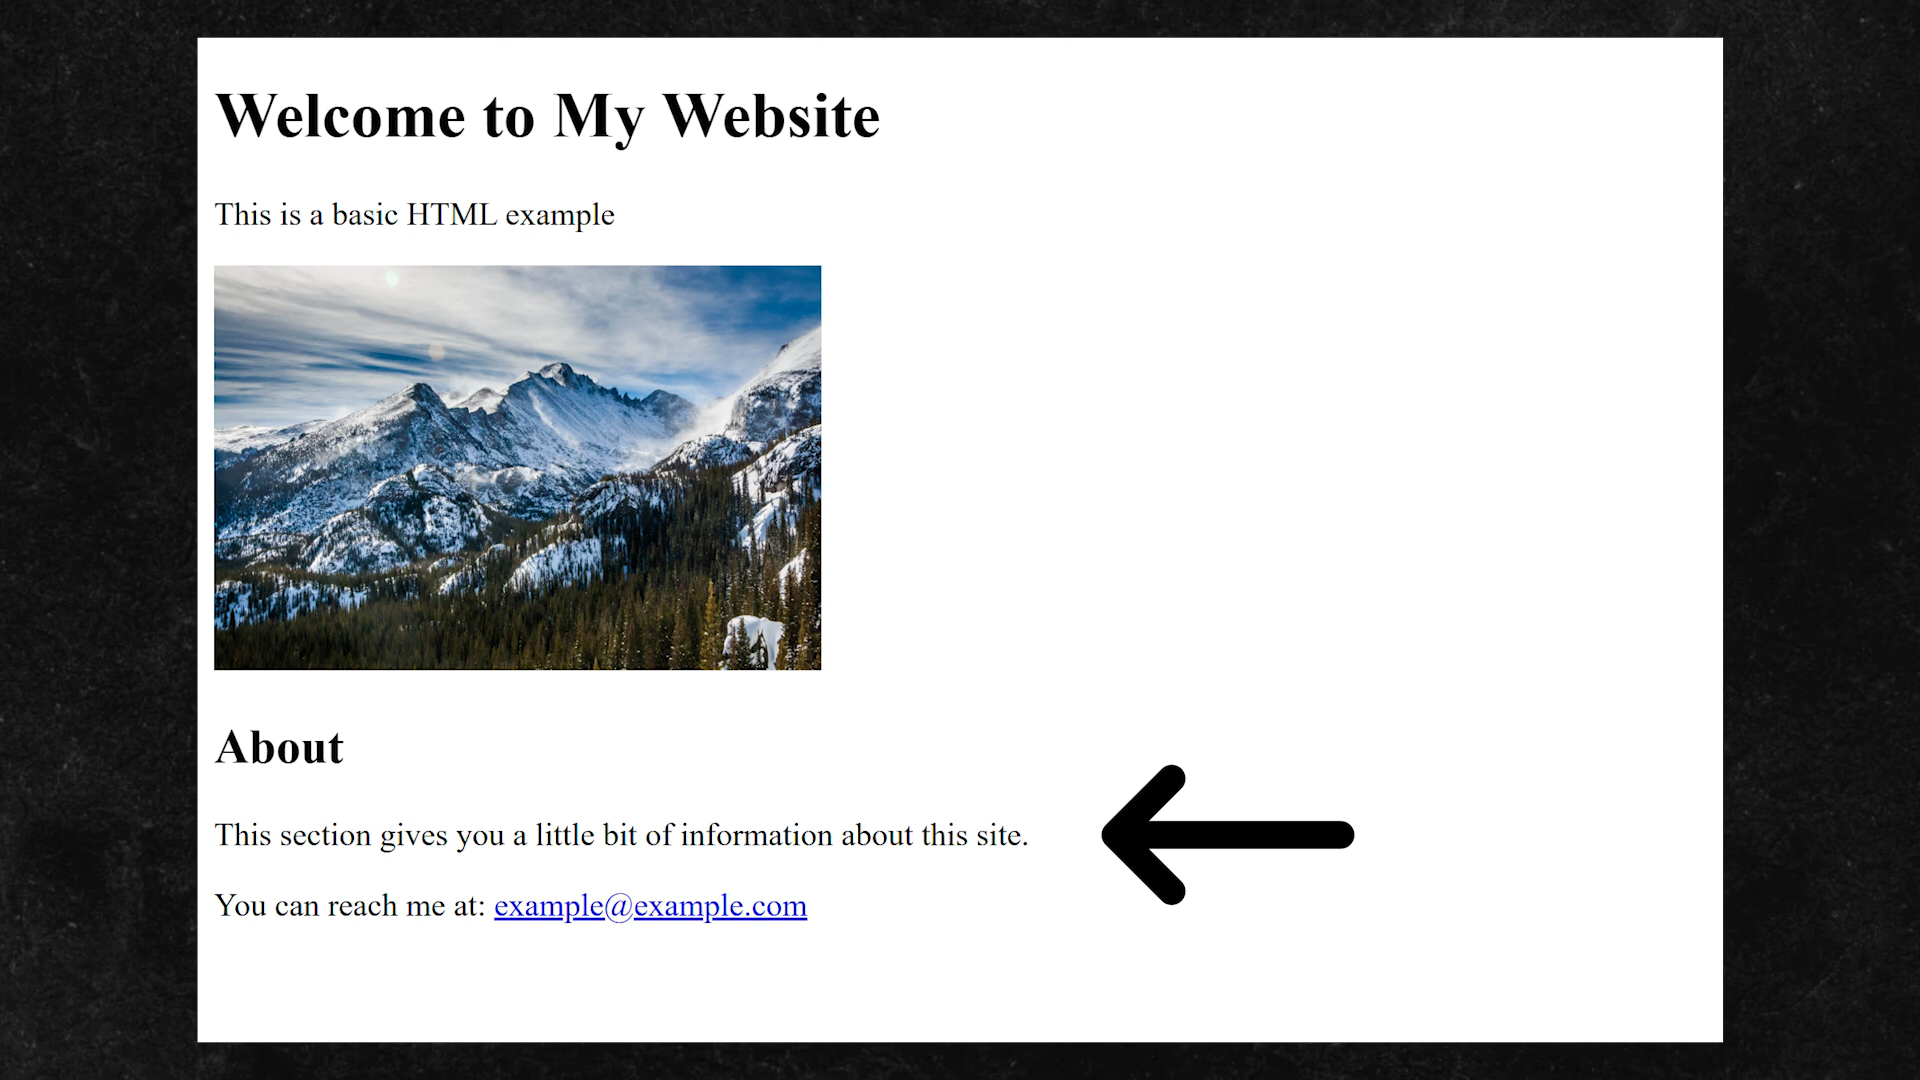 Welcome to My Website
This is a basic HTML example
About
This section gives you a little bit of information about this site.
You can reach me at: example@example.com